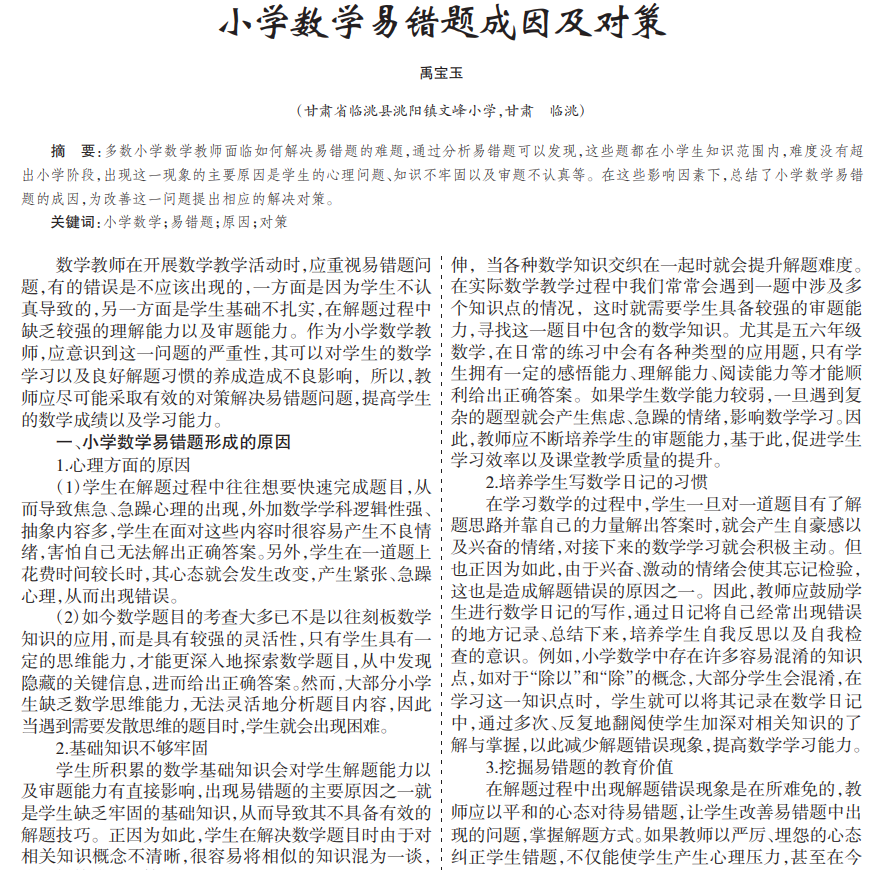 小学数学易错题成因及对策
禹宝玉
（甘肃省临洮县洮阳镇文峰小学，甘肃　临洮）
摘　要：多数小学数学教师面临如何解决易错题的难题，通过分析易错题可以发现，这些题都在小学生知识范围内，难度没有超
出小学阶段，出现这一现象的主要原因是学生的心理问题、知识不牢固以及审题不认真等。在这些影响因素下，总结了小学数学易错
题的成因，为改善这一问题提出相应的解决对策。
关键词：小学数学；易错题；原因；对策
数学教师在开展数学教学活动时，应重视易错题问
题，有的错误是不应该出现的，一方面是因为学生不认
真导致的，另一方面是学生基础不扎实，在解题过程中
缺乏较强的理解能力以及审题能力。作为小学数学教
师，应意识到这一问题的严重性，其可以对学生的数学
学习以及良好解题习惯的养成造成不良影响，所以，教
师应尽可能采取有效的对策解决易错题问题，提高学生
的数学成绩以及学习能力。
一、小学数学易错题形成的原因
1.心理方面的原因
（1）学生在解题过程中往往想要快速完成题目，从
而导致焦急、急躁心理的出现，外加数学学科逻辑性强、
抽象内容多，学生在面对这些内容时很容易产生不良情
绪，害怕自己无法解出正确答案。另外，学生在一道题上
花费时间较长时，其心态就会发生改变，产生紧张、急躁
心理，从而出现错误。
（2）如今数学题目的考查大多已不是以往刻板数学
知识的应用，而是具有较强的灵活性，只有学生具有一
定的思维能力，才能更深入地探索数学题目，从中发现
隐藏的关键信息，进而给出正确答案。然而，大部分小学
生缺乏数学思维能力，无法灵活地分析题目内容，因此
当遇到需要发散思维的题目时，学生就会出现困难。
2.基础知识不够牢固
学生所积累的数学基础知识会对学生解题能力以
及审题能力有直接影响，出现易错题的主要原因之一就
是学生缺乏牢固的基础知识，从而导致其不具备有效的
解题技巧。正因为如此，学生在解决数学题目时由于对
相关知识概念不清晰，很容易将相似的知识混为一谈，
伸，当各种数学知识交织在一起时就会提升解题难度。
在实际数学教学过程中我们常常会遇到一题中涉及多
个知识点的情况，这时就需要学生具备较强的审题能
力，寻找这一题目中包含的数学知识。尤其是五六年级
数学，在日常的练习中会有各种类型的应用题，只有学
生拥有一定的感悟能力、理解能力、阅读能力等才能顺
利给出正确答案。如果学生数学能力较弱，一旦遇到复
杂的题型就会产生焦虑、急躁的情绪，影响数学学习。因
此，教师应不断培养学生的审题能力，基于此，促进学生
学习效率以及课堂教学质量的提升。
2.培养学生写数学日记的习惯
在学习数学的过程中，学生一旦对一道题目有了解
题思路并靠自己的力量解出答案时，就会产生自豪感以
及兴奋的情绪，对接下来的数学学习就会积极主动。但
也正因为如此，由于兴奋、激动的情绪会使其忘记检验，
这也是造成解题错误的原因之一。因此，教师应鼓励学
生进行数学日记的写作，通过日记将自己经常出现错误
的地方记录、总结下来，培养学生自我反思以及自我检
查的意识。例如，小学数学中存在许多容易混淆的知识
点，如对于“除以”和“除”的概念，大部分学生会混淆，在
学习这一知识点时，学生就可以将其记录在数学日记
中，通过多次、反复地翻阅使学生加深对相关知识的了
解与掌握，以此减少解题错误现象，提高数学学习能力。
3.挖掘易错题的教育价值
在解题过程中出现解题错误现象是在所难免的，教
师应以平和的心态对待易错题，让学生改善易错题中出
现的问题，掌握解题方式。如果教师以严厉、埋怨的心态
纠正学生错题，不仅能使学生产生心理压力，甚至在今